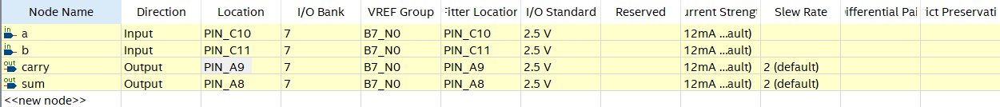 Node Name Direction Location I/O Bank VREF Group Fitter Location I/O Standard Reserved urrent Strengt Slew Rate ifferential Pai ict Preservati
in a Input PIN_C10 7 B7_N0 PIN_C10 2.5 V 12mA ...ault)
in b Input PIN_C11 7 B7_N0 PIN_C11 2.5 V 12mA ...ault)
out carry Output PIN_A9 7 B7_N0 PIN_A9 2.5 V 12mA ...ault) 2 (default)
out sum Output PIN_A8 7 B7_N0 PIN_A8 2.5 V 12mA ...ault) 2 (default)
<<new node>>